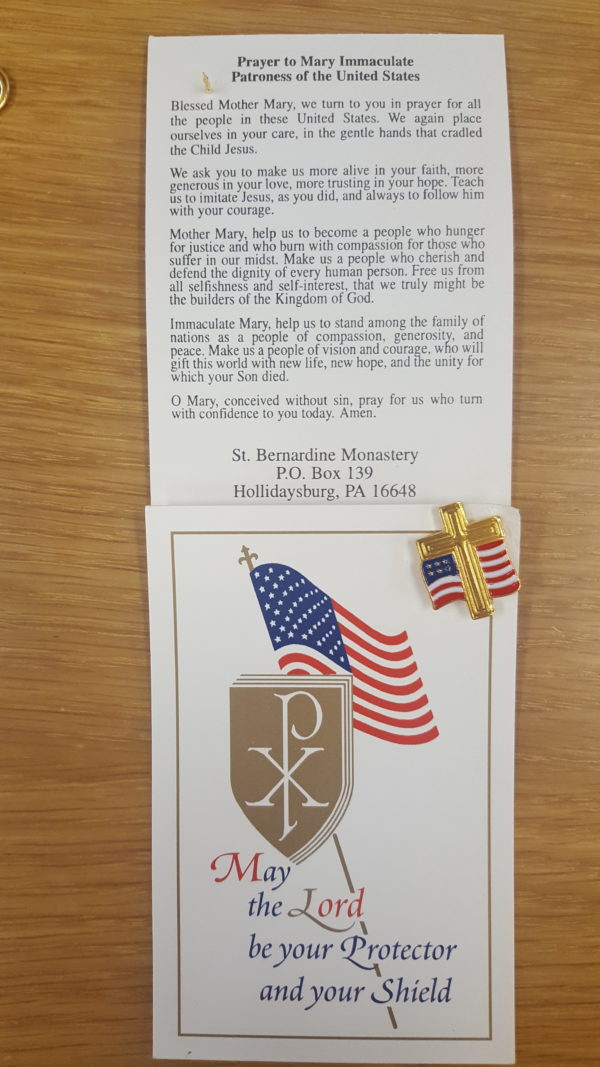 Prayer to Mary Immaculate
Patroness of the United States
Blessed Mother Mary, we turn to you in prayer for all
the people in these United States. We again place
ourselves in your care, in the gentle hands that cradled
the Child Jesus.
We ask you to make us more alive in your faith, more
generous in your love, more trusting in your hope. Teach
us to imitate Jesus, as you did, and always to follow him
with your courage.
Mother Mary, help us to become a people who hunger
for justice and who burn with compassion for those who
suffer in our midst. Make us a people who cherish and
defend the dignity of every human person. Free us from
all selfishness and self-interest, that we truly might be
the builders of the Kingdom of God.
Immaculate Mary, help us to stand among the family of
nations as a people of compassion, generosity, and
peace. Make us a people of vision and courage, who will
gift this world with new life, new hope, and the unity for
which your Son died.
O Mary, conceived without sin, pray for us who turn
with confidence to you today. Amen.
St. Bernardine Monastery
P.O. Box 139
Hollidaysburg, PA 16648
May
the Lord
be your Protector
and your Shield